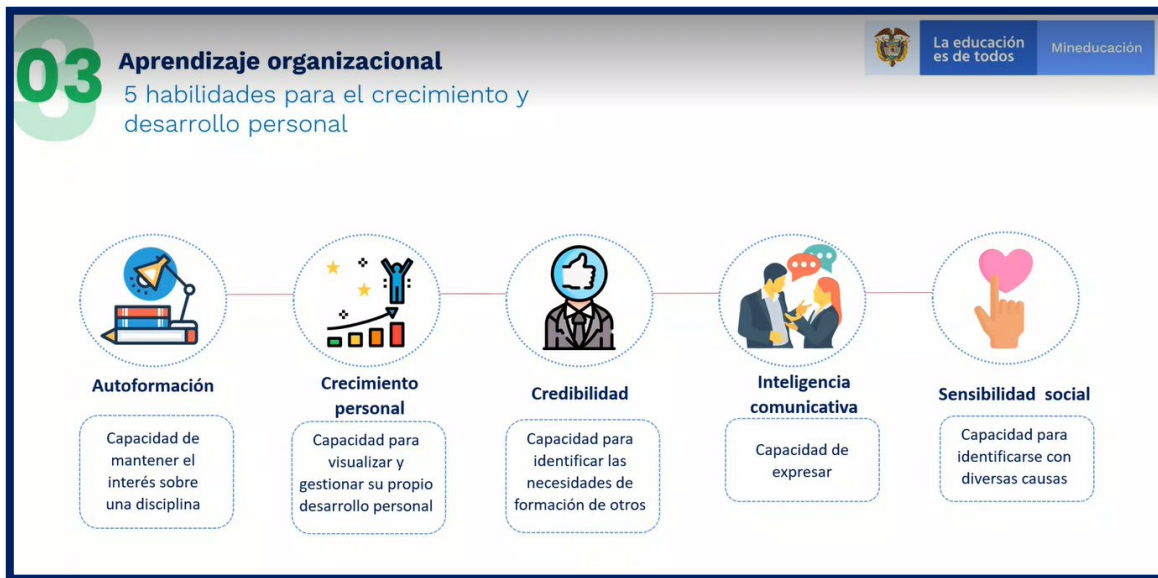 03
Aprendizaje organizacional
5 habilidades para el crecimiento y
desarrollo personal
La educación
es de todos
Mineducación
Autoformación
Capacidad de
mantener el
interés sobre
una disciplina
Crecimiento
personal
Capacidad para
visualizar y
gestionar su propio
desarrollo personal
Credibilidad
Capacidad para
identificar las
necesidades de
formación de otros
Inteligencia
comunicativa
Capacidad de
expresar
Sensibilidad social
Capacidad para
identificarse con
diversas causas